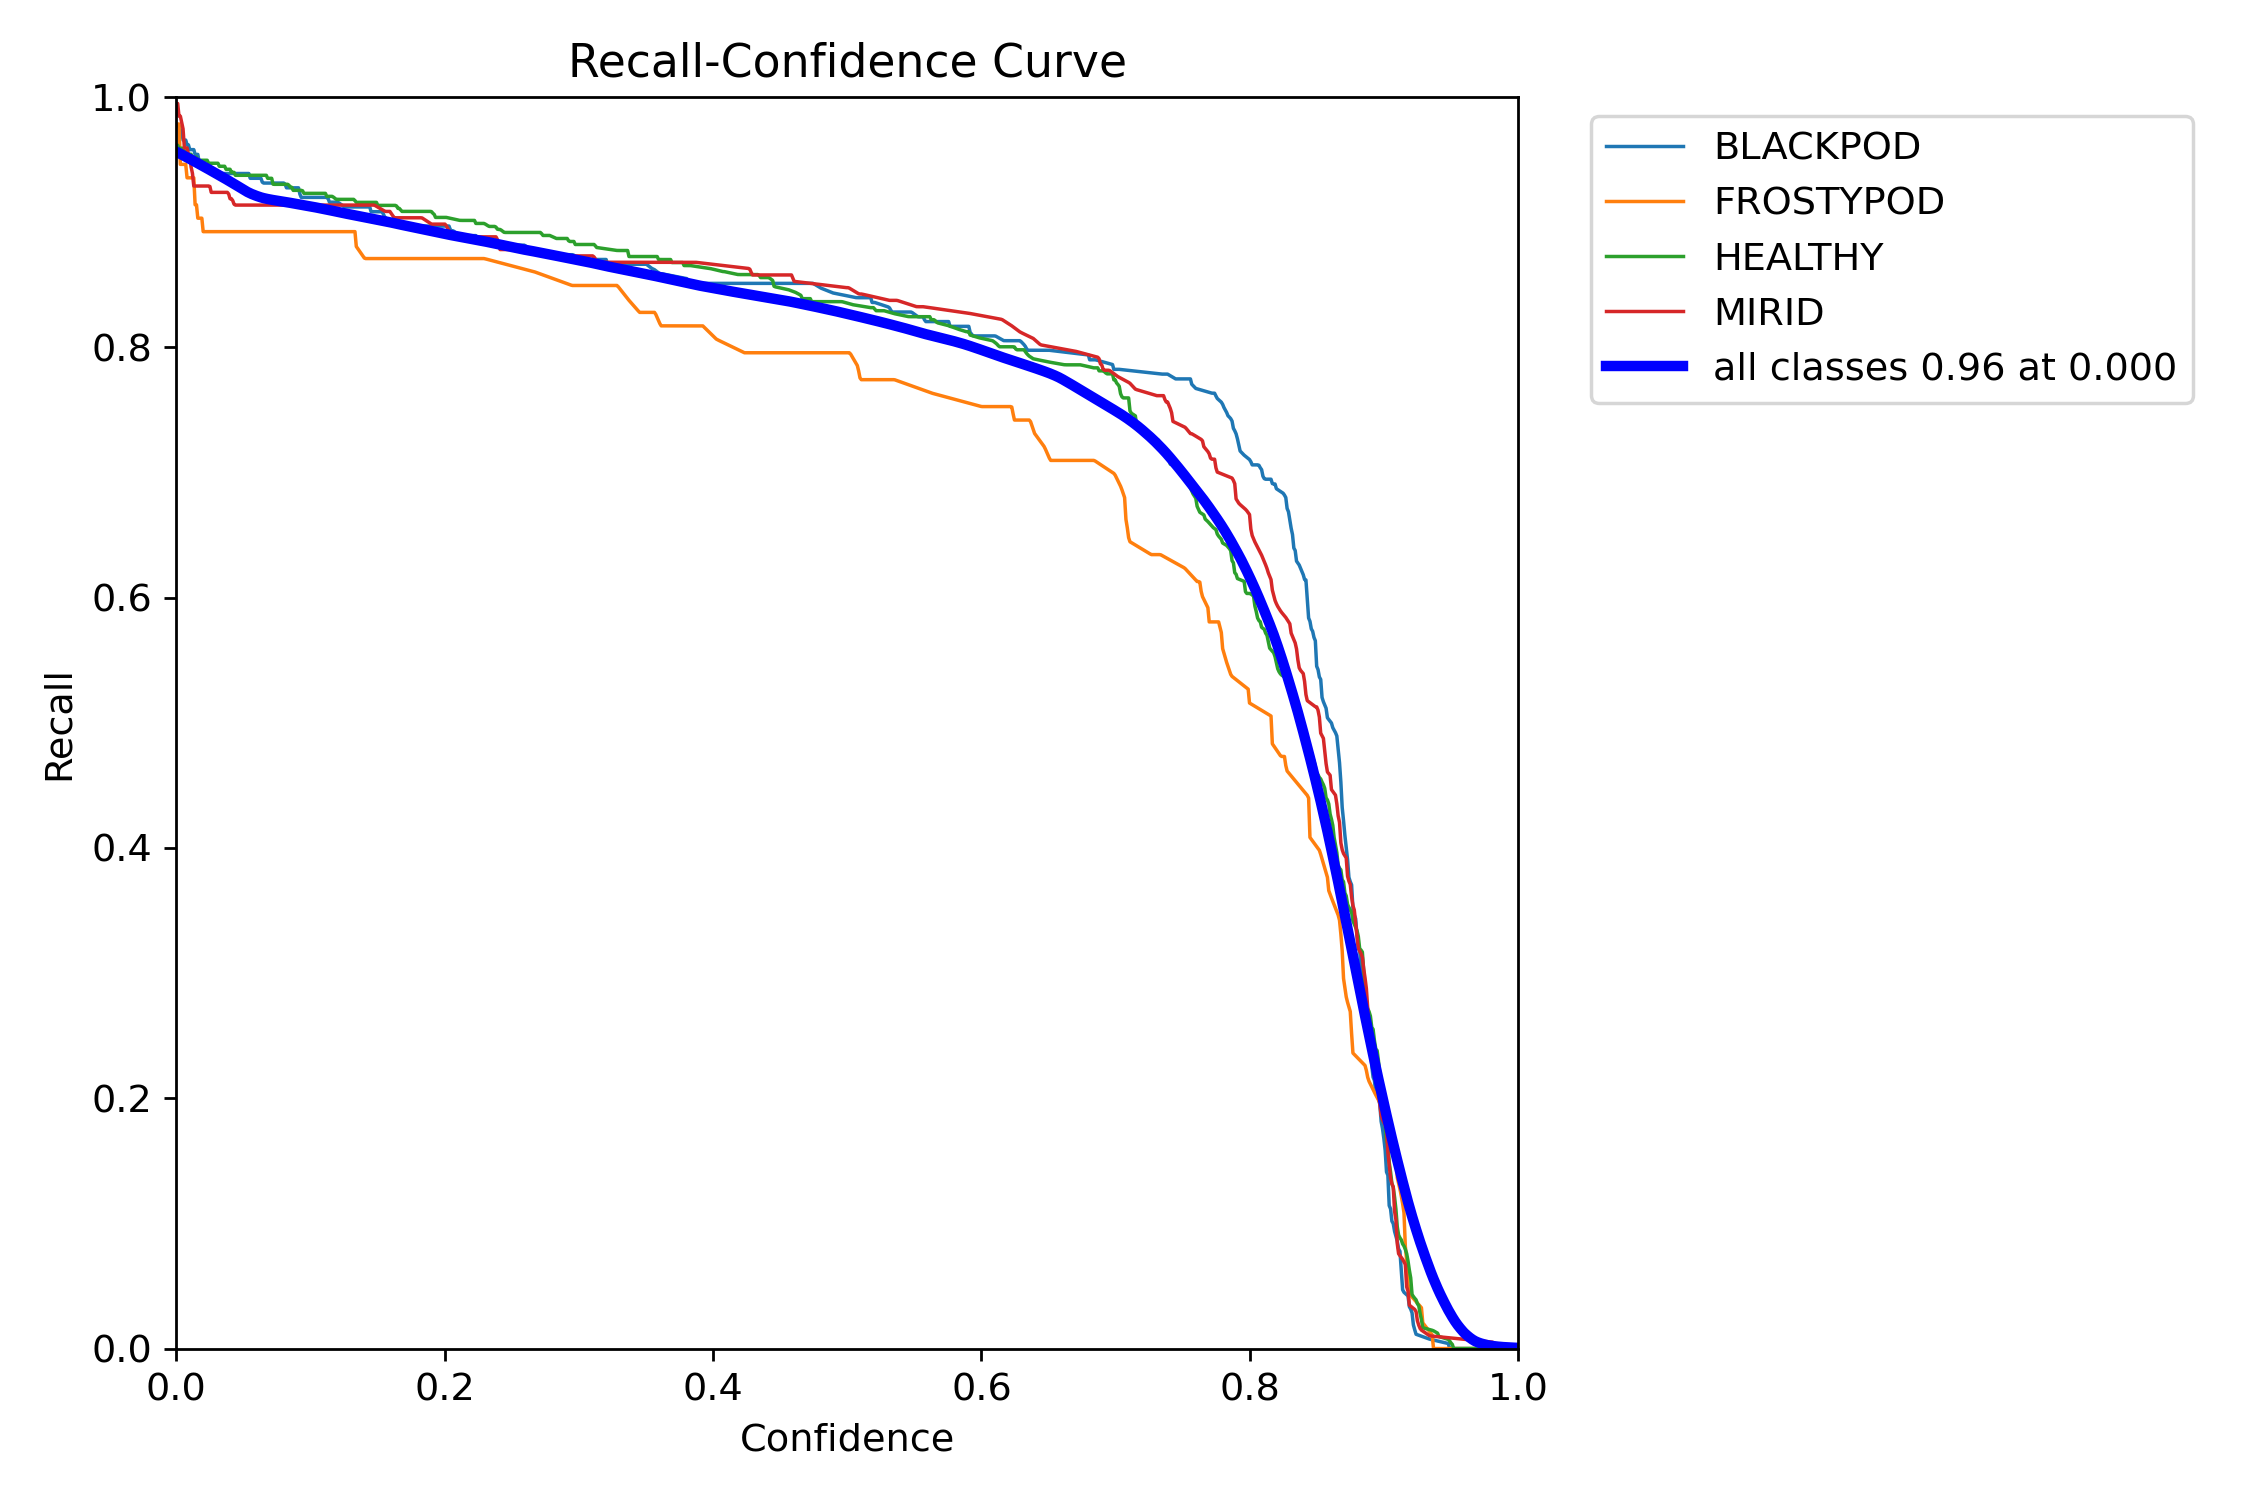 Recall-Confidence Curve
1.0
0.8
0.6
0.4
0.2
0.0
Recall
0.0 0.2 0.4 0.6 0.8 1.0
Confidence
BLACKPOD
FROSTYPOD
HEALTHY
MIRID
all classes 0.96 at 0.000